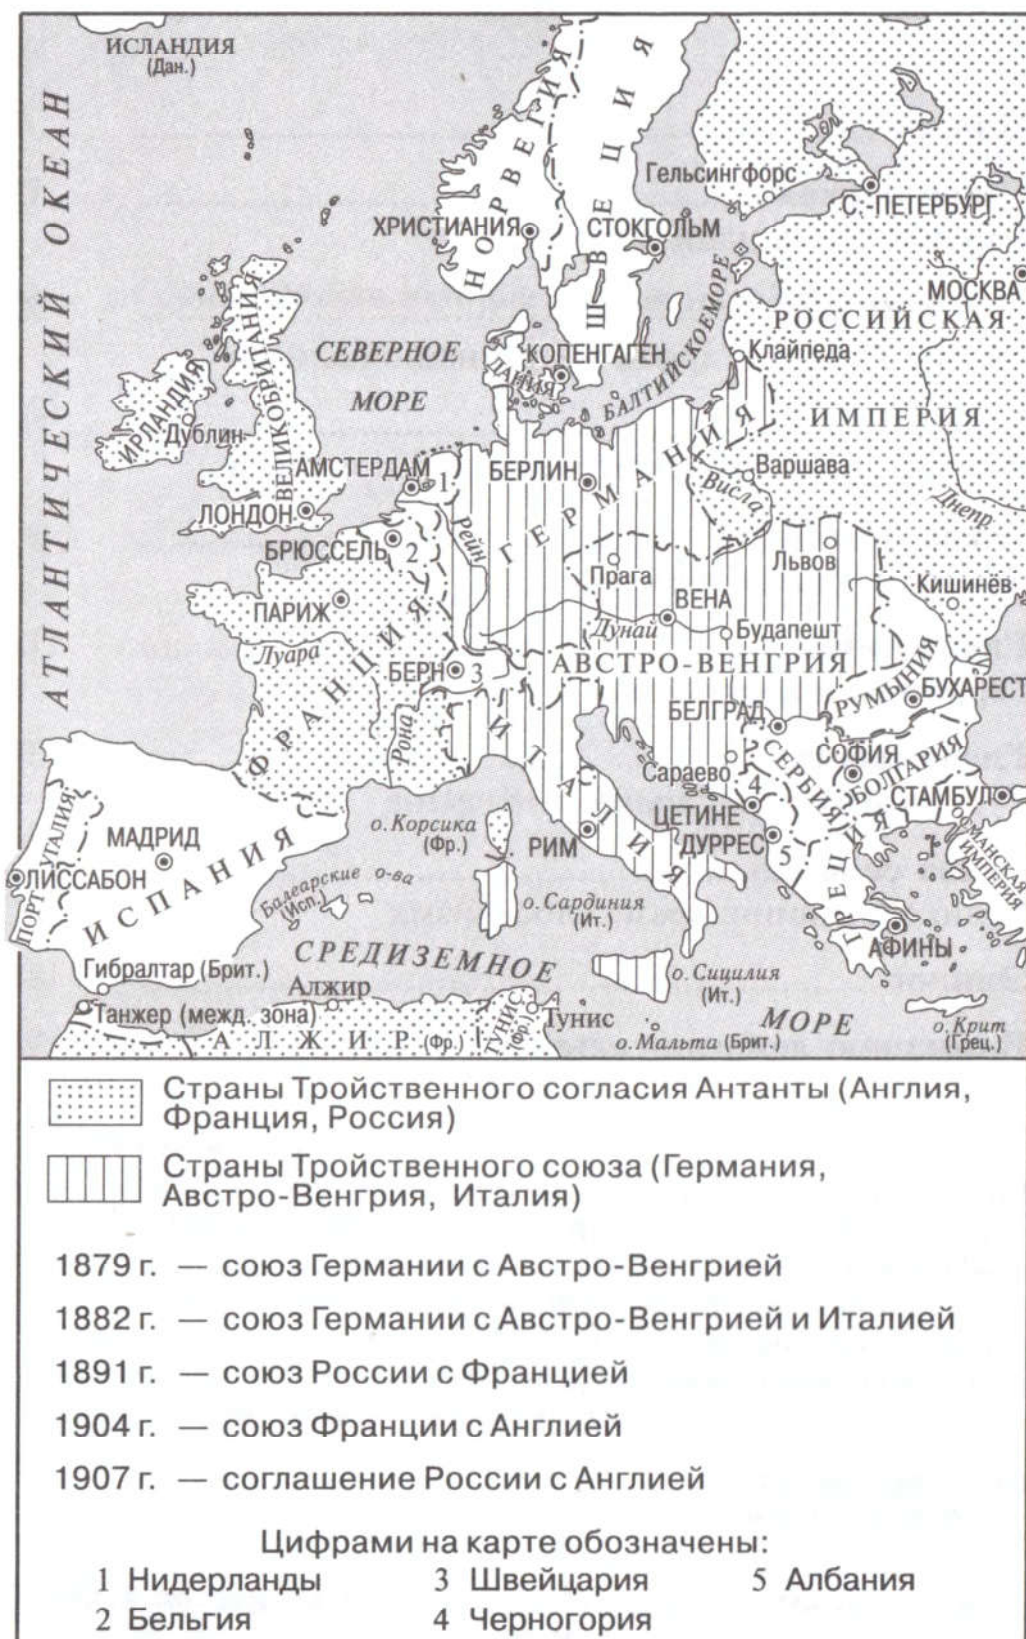 ИСЛАНДИЯ
(Дан.)
АТЛАНТИЧЕСКИЙ ОКЕАН
НОРВЕГИЯ
ШВЕЦИЯ
Гельсингфорс
С. ПЕТЕРБУРГ
ХРИСТИАНИЯ
СТОКГОЛЬМ
МОСКВА
РОССИЙСКАЯ
ИМПЕРИЯ
СЕВЕРНОЕ
МОРЕ
КОПЕНГАГЕН
ДАНИЯ
БАЛТИЙСКОЕ МОРЕ
Клайпеда
ВЕЛИКОБРИТАНИЯ
ИРЛАНДИЯ
Дублин
АМСТЕРДАМ
1
БЕРЛИН
ГЕРМАНИЯ
Варшава
Висла
Днепр
ЛОНДОН
БРЮССЕЛЬ
2
Рейн
Прага
Львов
Кишинёв
ПАРИЖ
ВЕНА
Дунай
Будапешт
Луара
ФРАНЦИЯ
БЕРН
3
АВСТРО-ВЕНГРИЯ
РУМЫНИЯ
БУХАРЕСТ
БЕЛГРАД
Рона
ИТАЛИЯ
Сараево
СЕРБИЯ
СОФИЯ
БОЛГАРИЯ
4
ЦЕТИНЕ
СТАМБУЛ
ОСМАНСКАЯ
ИМПЕРИЯ
ПОРТУГАЛИЯ
МАДРИД
о. Корсика
(Фр.)
РИМ
ДУРРЕС
5
ГРЕЦИЯ
ЛИССАБОН
ИСПАНИЯ
Балеарские о-ва
(Исп.)
о. Сардиния
(Ит.)
АФИНЫ
СРЕДИЗЕМНОЕ
МОРЕ
Гибралтар (Брит.)
Алжир
о. Сицилия
(Ит.)
Танжер (межд. зона)
Тунис
АЛЖИР (Фр.)
ТУНИС
(Фр.)
о. Мальта (Брит.)
о. Крит
(Грец.)
Страны Тройственного согласия Антанты (Англия,
Франция, Россия)
Страны Тройственного союза (Германия,
Австро-Венгрия, Италия)
1879 г. — союз Германии с Австро-Венгрией
1882 г. — союз Германии с Австро-Венгрией и Италией
1891 г. — союз России с Францией
1904 г. — союз Франции с Англией
1907 г. — соглашение России с Англией
Цифрами на карте обозначены:
1 Нидерланды 3 Швейцария 5 Албания
2 Бельгия 4 Черногория